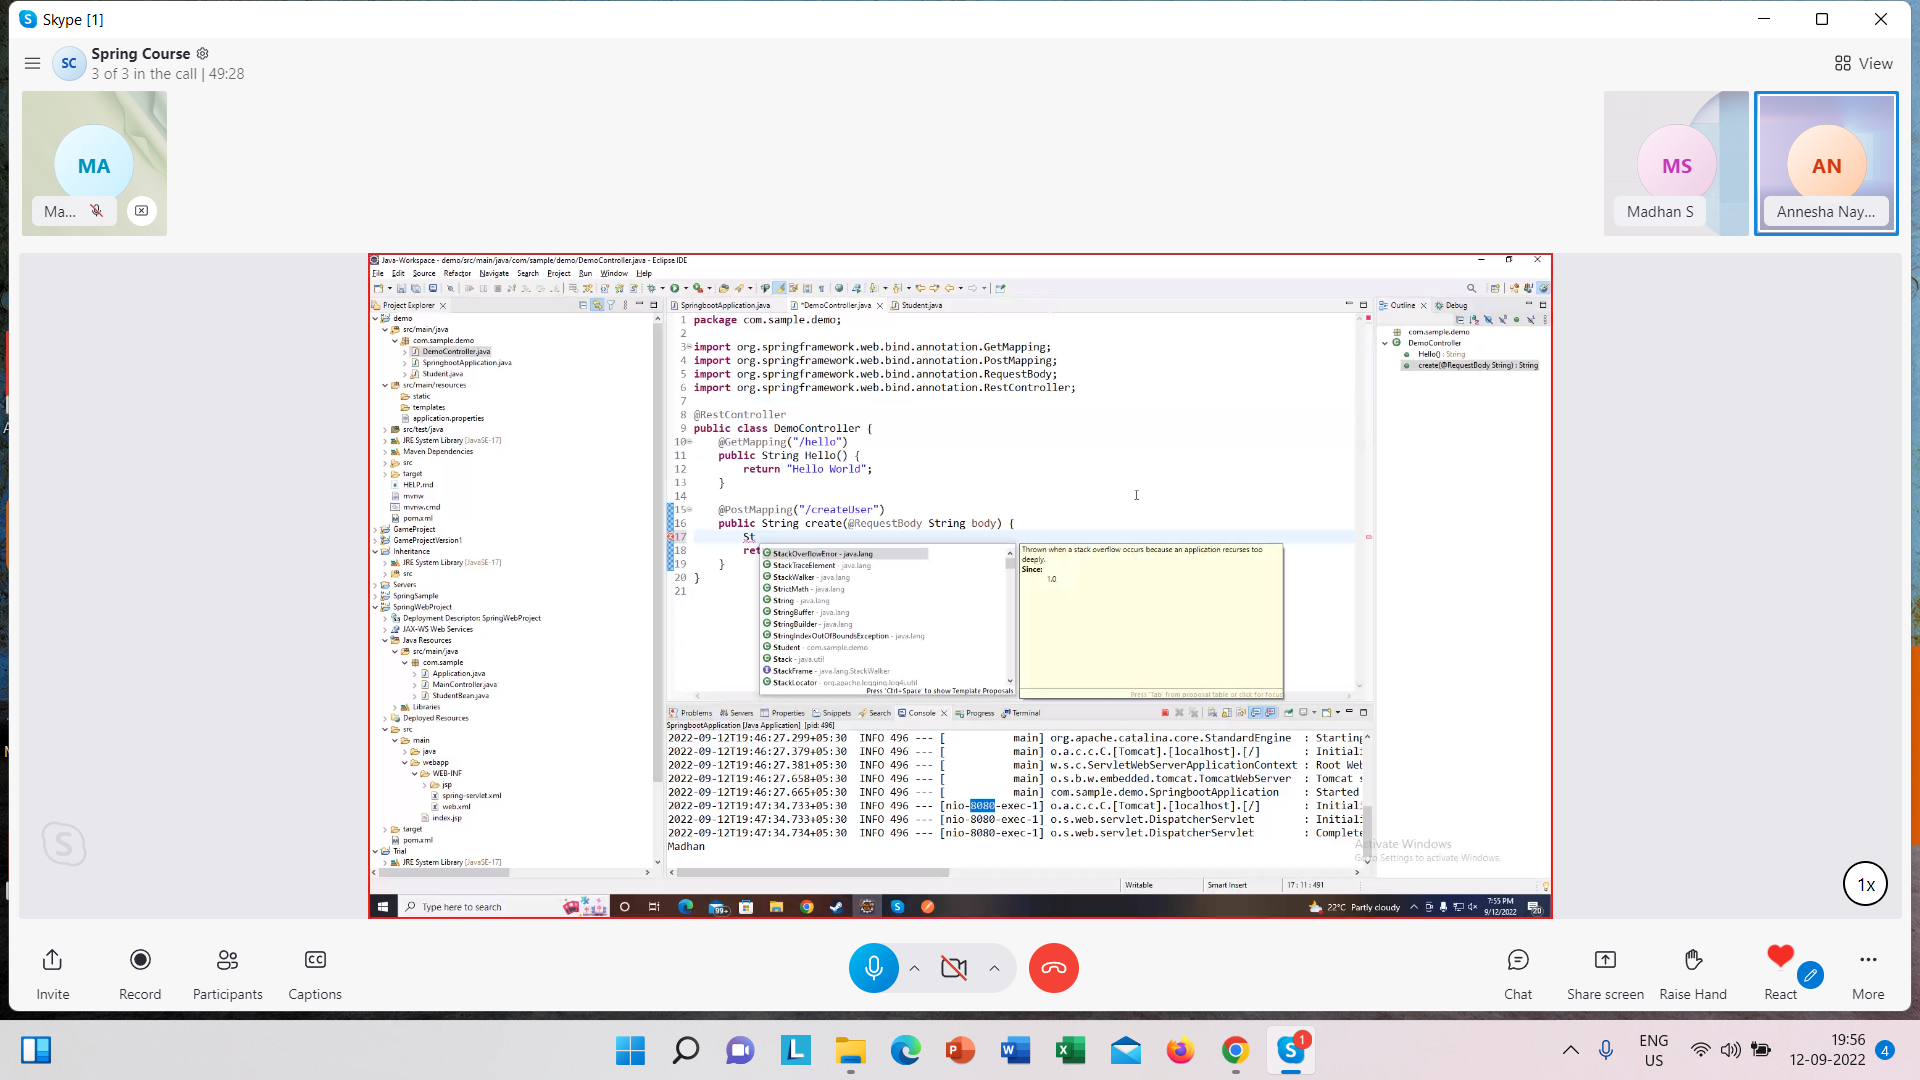 Skype [1]
SC
Spring Course
3 of 3 in the call | 49:28
View
MA
Ma...
MS
Madhan S
AN
Annesha Nay...
Java-Workspace - demo/src/main/java/com/sample/demo/DemoController.java - Eclipse IDE
File Edit Source Refactor Navigate Search Project Run Window Help
Project Explorer
demo
src/main/java
com.sample.demo
DemoController.java
SpringbootApplication.java
Student.java
src/main/resources
static
templates
application.properties
src/test/java
JRE System Library [JavaSE-17]
Maven Dependencies
src
target
HELP.md
mvnw
mvnw.cmd
pom.xml
GameProject
GameProjectVersion1
Inheritance
JRE System Library [JavaSE-17]
src
Servers
SpringSample
SpringWebProject
Deployment Descriptor: SpringWebProject
JAX-WS Web Services
Java Resources
src/main/java
com.sample
Application.java
MainController.java
StudentBean.java
Libraries
Deployed Resources
src
main
java
webapp
WEB-INF
jsp
spring-servlet.xml
web.xml
index.jsp
target
pom.xml
Trial
JRE System Library [JavaSE-17]
SpringbootApplication.java *DemoController.java Student.java
1 package com.sample.demo;
2
3 import org.springframework.web.bind.annotation.GetMapping;
4 import org.springframework.web.bind.annotation.PostMapping;
5 import org.springframework.web.bind.annotation.RequestBody;
6 import org.springframework.web.bind.annotation.RestController;
7
8 @RestController
9 public class DemoController {
10 @GetMapping("/hello")
11 public String Hello() {
12 return "Hello World";
13 }
14
15 @PostMapping("/createUser")
16 public String create(@RequestBody String body) {
17 St
18 ret
19 }
20 }
21
StackOverflowError - java.lang
StackTraceElement - java.lang
StackWalker - java.lang
StrictMath - java.lang
String - java.lang
StringBuffer - java.lang
StringBuilder - java.lang
StringIndexOutOfBoundsException - java.lang
Student - com.sample.demo
Stack - java.util
StackFrame - java.lang.StackWalker
StackLocator - org.apache.logging.log4j.util
Press 'Ctrl+Space' to show Template Proposals
Thrown when a stack overflow occurs because an application recurses too
deeply.
Since:
1.0
Press 'Tab' from proposal table or click for focus
Outline Debug
com.sample.demo
DemoController
Hello() : String
create(@RequestBody String) : String
Problems Servers Properties Snippets Search Console Progress Terminal
SpringbootApplication [Java Application] [pid: 496]
2022-09-12T19:46:27.299+05:30 INFO 496 --- [ main] org.apache.catalina.core.StandardEngine : Starting
2022-09-12T19:46:27.379+05:30 INFO 496 --- [ main] o.a.c.c.C.[Tomcat].[localhost].[/] : Initiali
2022-09-12T19:46:27.381+05:30 INFO 496 --- [ main] w.s.c.ServletWebServerApplicationContext : Root Web
2022-09-12T19:46:27.658+05:30 INFO 496 --- [ main] o.s.b.w.embedded.tomcat.TomcatWebServer : Tomcat s
2022-09-12T19:46:27.665+05:30 INFO 496 --- [ main] com.sample.demo.SpringbootApplication : Started
2022-09-12T19:47:34.733+05:30 INFO 496 --- [nio-8080-exec-1] o.a.c.c.C.[Tomcat].[localhost].[/] : Initiali
2022-09-12T19:47:34.733+05:30 INFO 496 --- [nio-8080-exec-1] o.s.web.servlet.DispatcherServlet : Initiali
2022-09-12T19:47:34.734+05:30 INFO 496 --- [nio-8080-exec-1] o.s.web.servlet.DispatcherServlet : Complete
Madhan
Activate Windows
Go to Settings to activate Windows.
Writable Smart Insert 17 : 11 : 491
Type here to search
99+
22°C Partly cloudy
7:55 PM
9/12/2022
20
1x
Invite
Record
Participants
Captions
Chat
Share screen
Raise Hand
React
More
ENG
US
19:56
12-09-2022
4
1